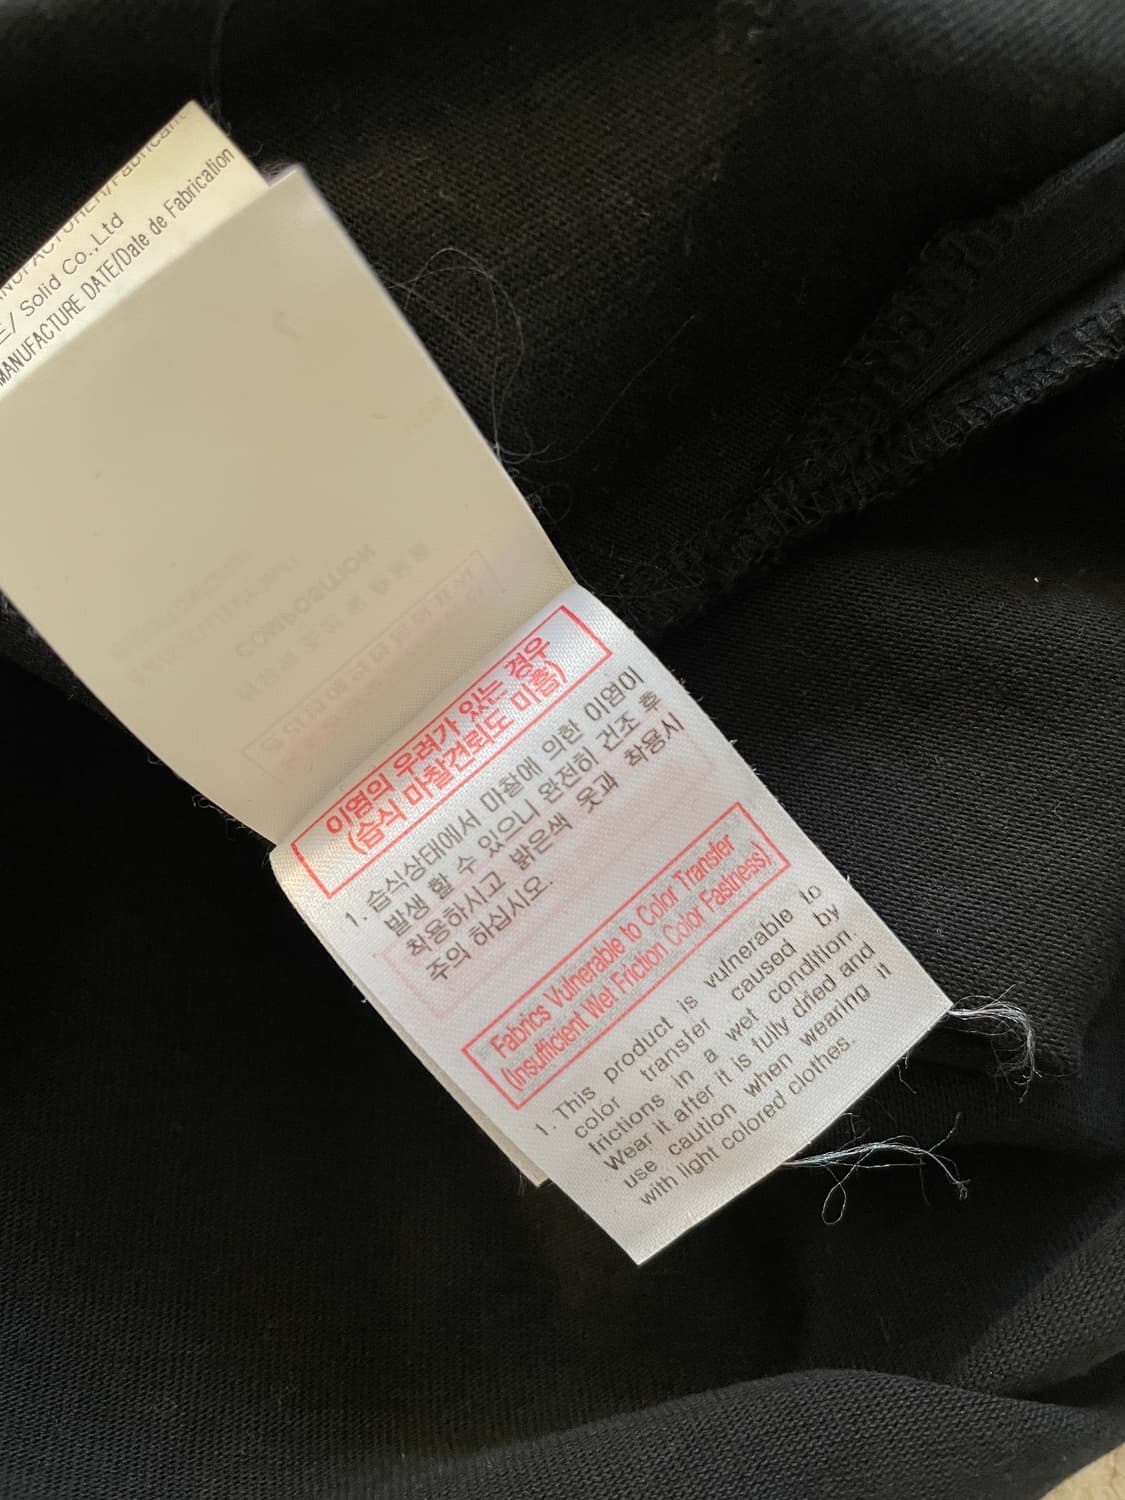 Solid Co.,Ltd
MANUFACTURE DATE/Date de Fabrication
COMPOSITION
이염의 우려가 있는 경우
(습식 마찰견뢰도 미흡)
1. 습식상태에서 마찰에 의한 이염이
발생 할 수 있으니 완전히 건조 후
착용하시고 밝은색 옷과 착용시
주의 하십시오.
Fabrics Vulnerable to Color Transfer
(Insufficient Wet Friction Color Fastness)
1. This product is vulnerable to
color transfer caused by
frictions in a wet condition.
Wear it after it is fully dried and
use caution when wearing it
with light colored clothes.